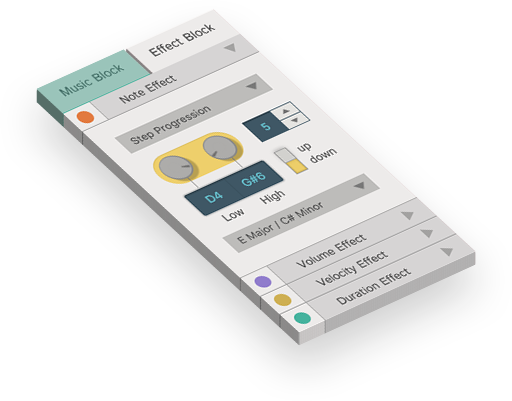 Music Block
Effect Block
Note Effect
Step Progression
5
D4
G#6
up
down
Low
High
E Major / C# Minor
Volume Effect
Velocity Effect
Duration Effect